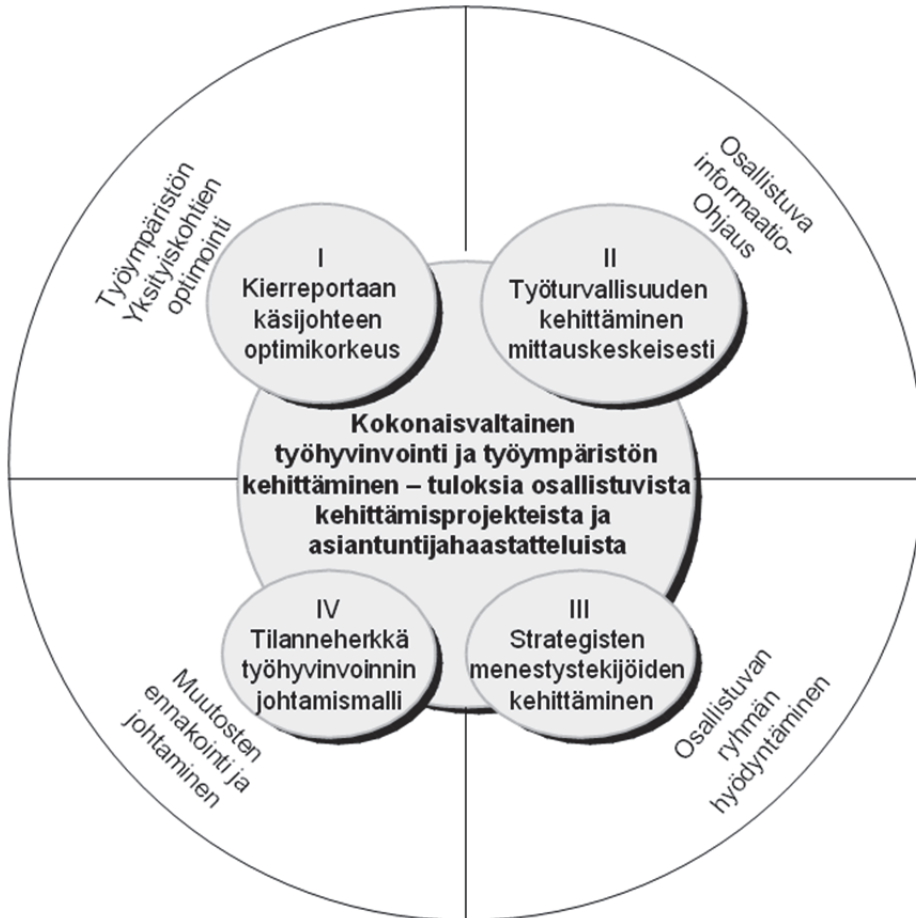 Työympäristön
Yksityiskohtien
optimointi
Osallistuva
informaatio-
Ohjaus
I
Kierreportaan
käsijohteen
optimikorkeus
II
Työturvallisuuden
kehittäminen
mittauskeskeisesti
Kokonaisvaltainen
työhyvinvointi ja työympäristön
kehittäminen – tuloksia osallistuvista
kehittämisprojekteista ja
asiantuntijahaastatteluista
IV
Tilanneherkkä
työhyvinvoinnin
johtamismalli
III
Strategisten
menestystekijöiden
kehittäminen
Muutosten
ennakointi ja
johtaminen
Osallistuvan
ryhmän
hyödyntäminen